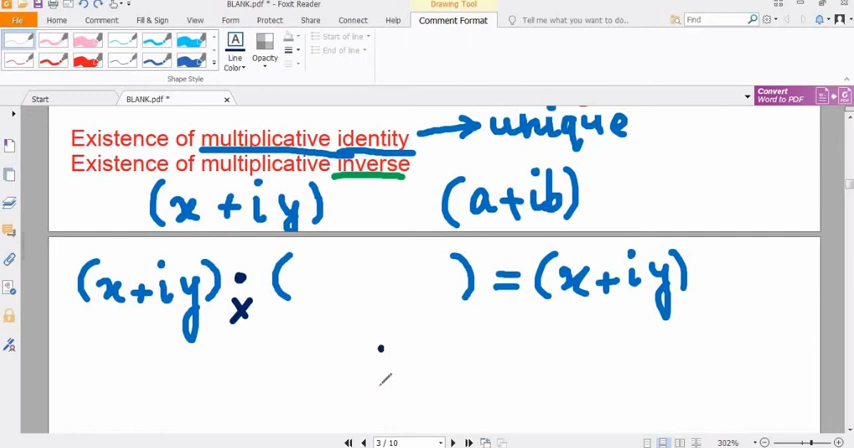 BLANK.pdf * - Foxit Reader
Drawing Tool
File Home Comment Fill & Sign View Form Protect Share Connect Help Comment Format Tell me what you want to do... Find
Line Color Opacity
Start of line
End of line
Shape Style
Start BLANK.pdf *
Convert Word to PDF
Existence of multiplicative identity → unique
Existence of multiplicative inverse
(x + i y) (a + ib)
(x + i y) • ( ) = (x + i y)
x
3 / 10 302%